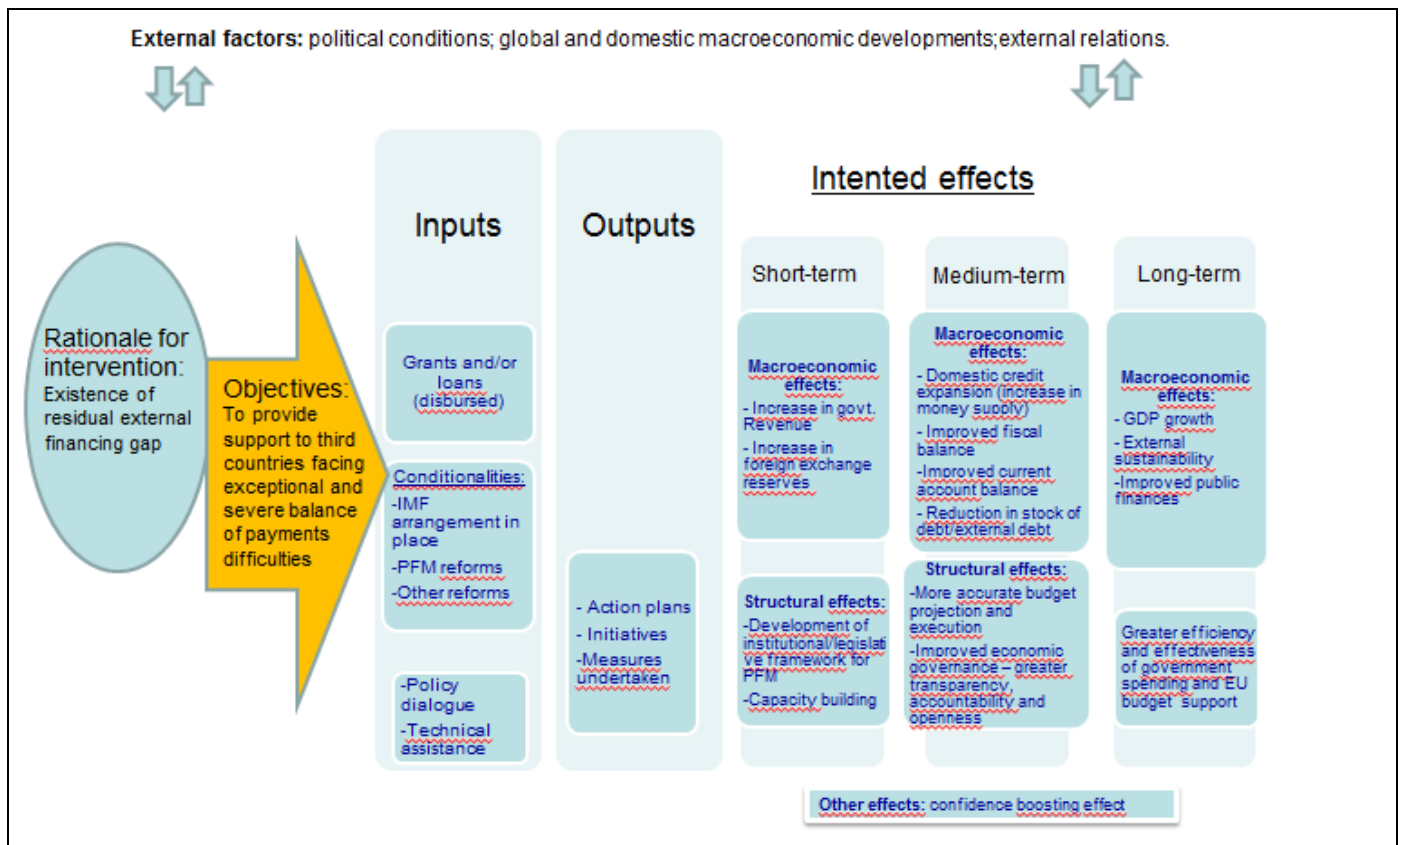 External factors: political conditions; global and domestic macroeconomic developments;external relations.
Intented effects
Inputs
Outputs
Short-term
Medium-term
Long-term
Rationale for
intervention:
Existence of
residual external
financing gap
Objectives:
To provide
support to third
countries facing
exceptional and
severe balance
of payments
difficulties
Grants and/or
loans
(disbursed)
Conditionalities:
-IMF
arrangement in
place
-PFM reforms
-Other reforms
-Policy
dialogue
-Technical
assistance
- Action plans
- Initiatives
-Measures
undertaken
Macroeconomic
effects:
- Increase in govt.
Revenue
- Increase in
foreign exchange
reserves
Structural effects:
-Development of
institutional/legislati
ve framework for
PFM
-Capacity building
Macroeconomic
effects:
- Domestic credit
expansion (increase in
money supply)
- Improved fiscal
balance
-Improved current
account balance
- Reduction in stock of
debt/external debt
Structural effects:
-More accurate budget
projection and
execution
-Improved economic
governance – greater
transparency,
accountability and
openness
Macroeconomic
effects:
- GDP growth
- External
sustainability
-Improved public
finances
Greater efficiency
and effectiveness
of government
spending and EU
budget support
Other effects: confidence boosting effect